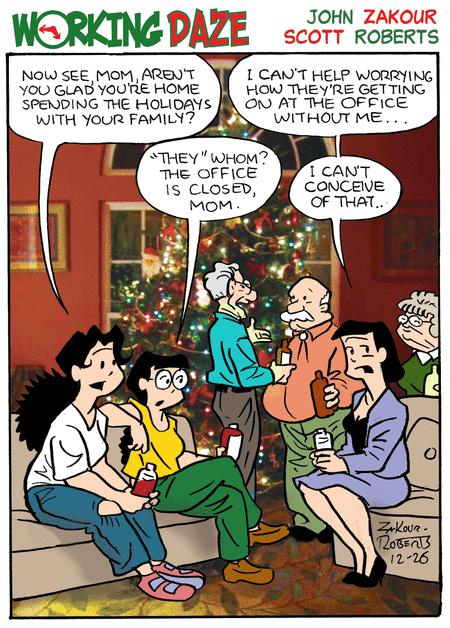 WORKING DAZE
JOHN ZAKOUR
SCOTT ROBERTS
NOW SEE, MOM, AREN'T
YOU GLAD YOU'RE HOME
SPENDING THE HOLIDAYS
WITH YOUR FAMILY?
I CAN'T HELP WORRYING
HOW THEY'RE GETTING
ON AT THE OFFICE
WITHOUT ME...
"THEY" WHOM?
THE OFFICE
IS CLOSED,
MOM.
I CAN'T
CONCEIVE
OF THAT..
ZAKOUR-
ROBERTS
12-26